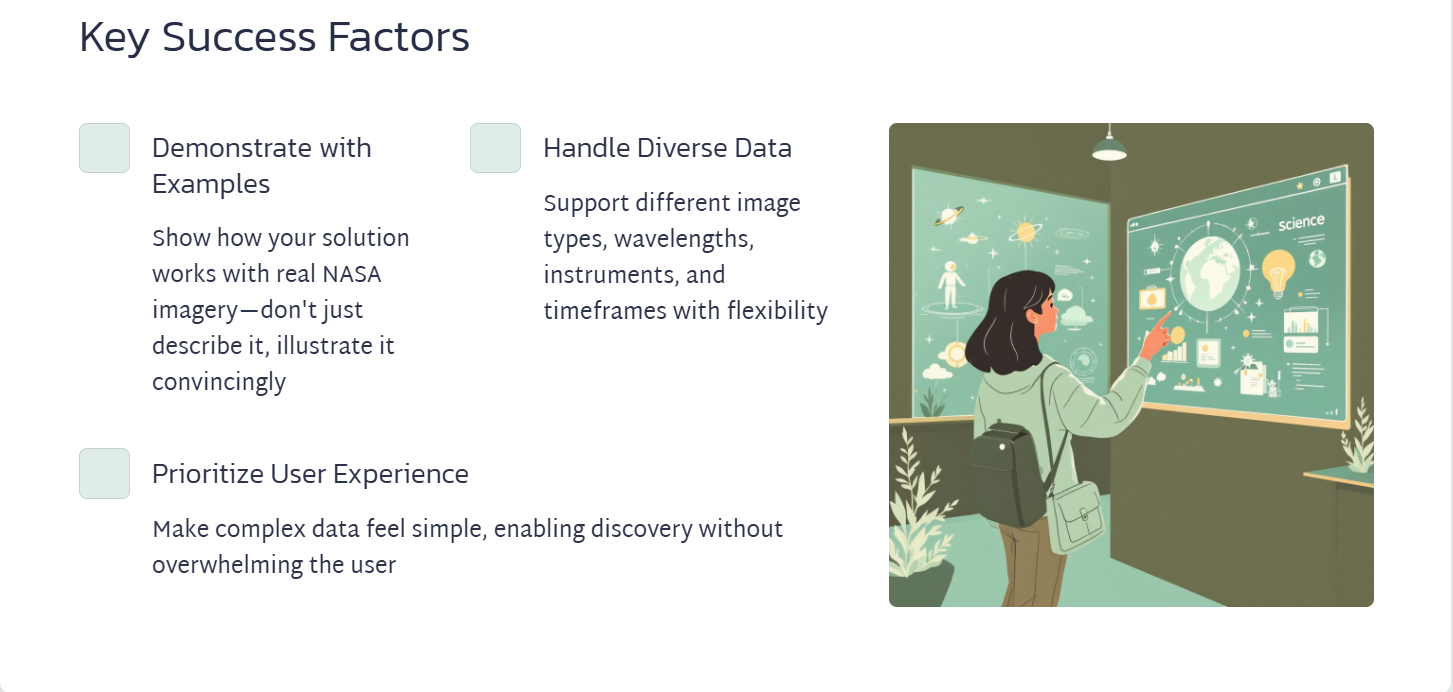 Key Success Factors
Demonstrate with
Examples
Show how your solution
works with real NASA
imagery—don't just
describe it, illustrate it
convincingly
Handle Diverse Data
Support different image
types, wavelengths,
instruments, and
timeframes with flexibility
Prioritize User Experience
Make complex data feel simple, enabling discovery without
overwhelming the user
science